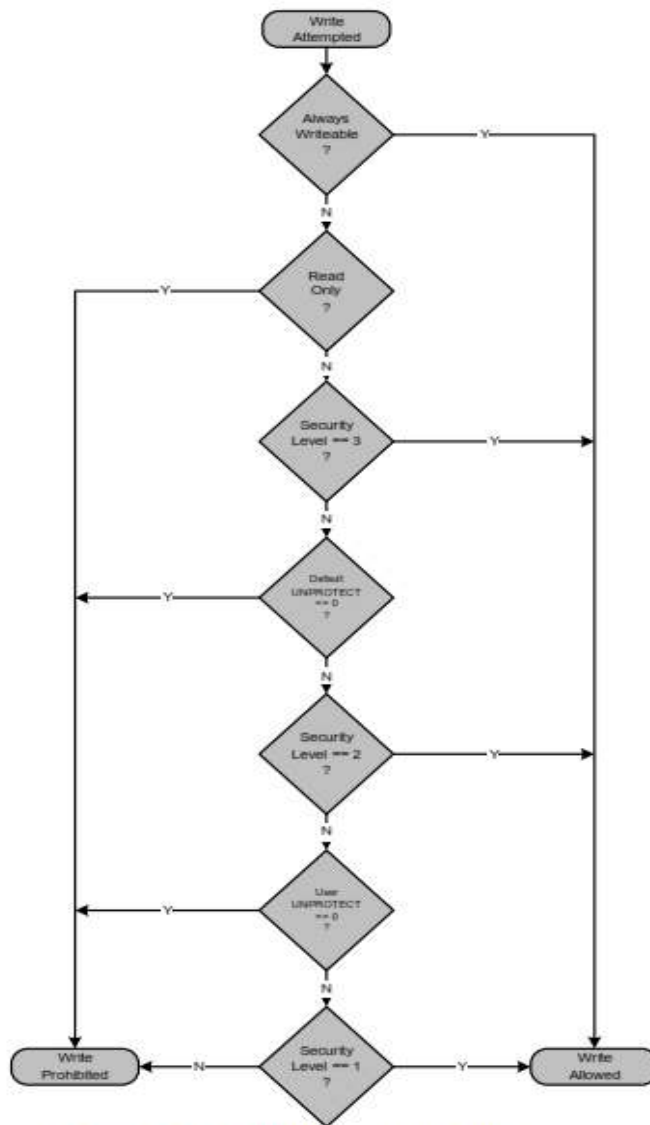 Write
Attempted
Always
Writeable
?
Y
N
Read
Only
?
Y
N
Security
Level == 3
?
Y
N
Default
UNPROTECT
== 0
?
Y
N
Security
Level == 2
?
Y
N
User
UNPROTECT
== 0
?
Y
N
Write
Prohibited
N
Security
Level == 1
?
Y
Write
Allowed